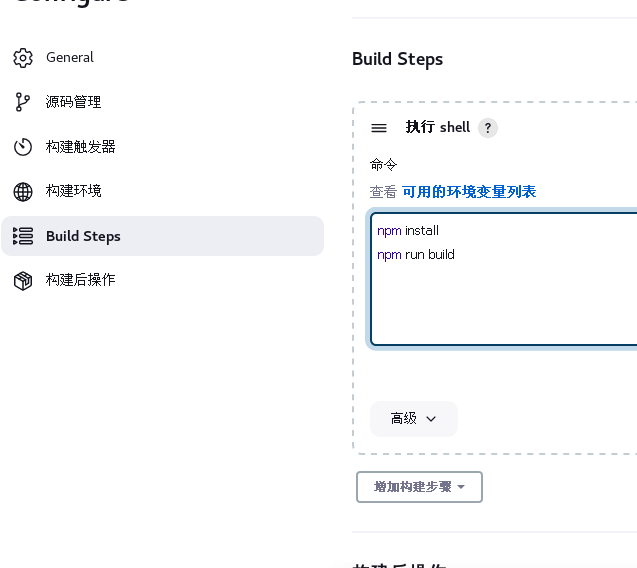 General
源码管理
构建触发器
构建环境
Build Steps
构建后操作
Build Steps
执行 shell ?
命令
查看 可用的环境变量列表
npm install
npm run build
高级
增加构建步骤